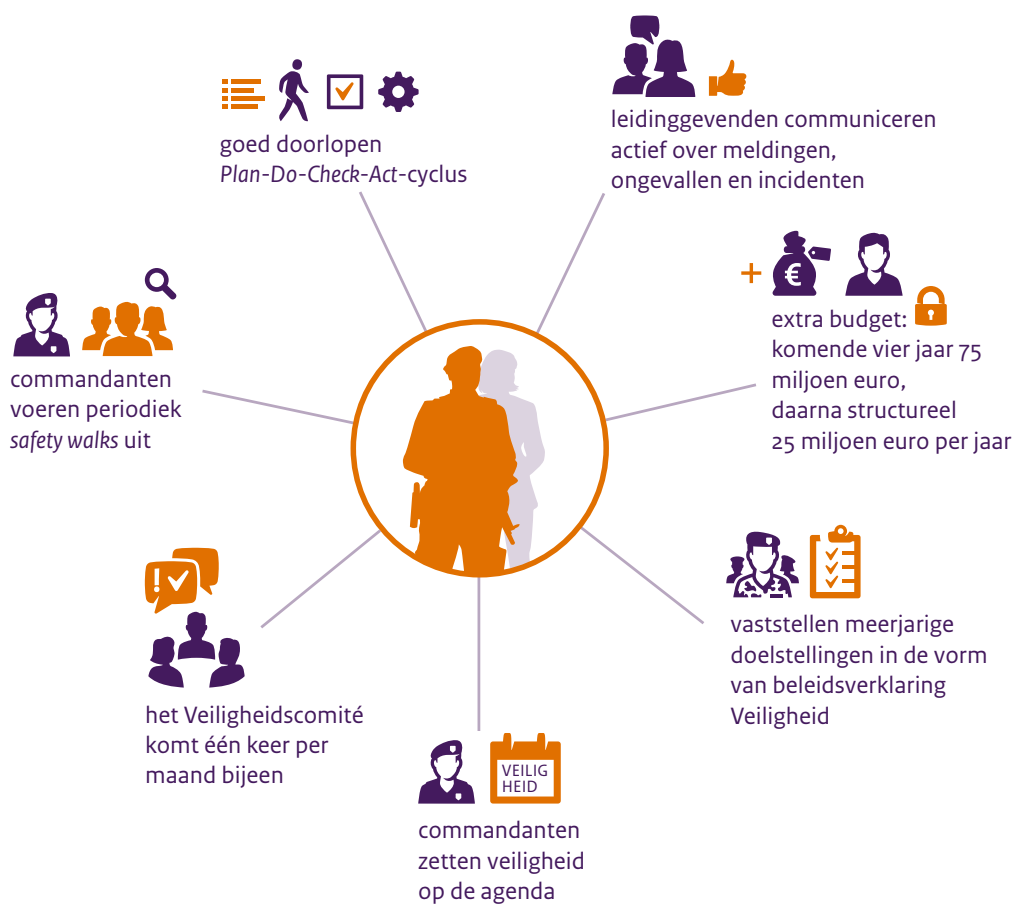 goed doorlopen
Plan-Do-Check-Act-cyclus
leidinggevenden communiceren
actief over meldingen,
ongevallen en incidenten
+
€
extra budget:
komende vier jaar 75
miljoen euro,
daarna structureel
25 miljoen euro per jaar
commandanten
voeren periodiek
safety walks uit
vaststellen meerjarige
doelstellingen in de vorm
van beleidsverklaring
Veiligheid
!
het Veiligheidscomité
komt één keer per
maand bijeen
VEILIG
HEID
commandanten
zetten veiligheid
op de agenda